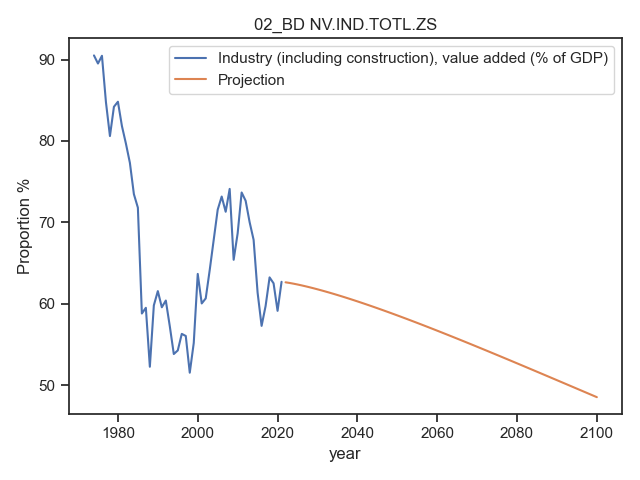 02_BD NV.IND.TOTL.ZS
Industry (including construction), value added (% of GDP)
Projection
Proportion %
90
80
70
60
50
1980
2000
2020
2040
2060
2080
2100
year